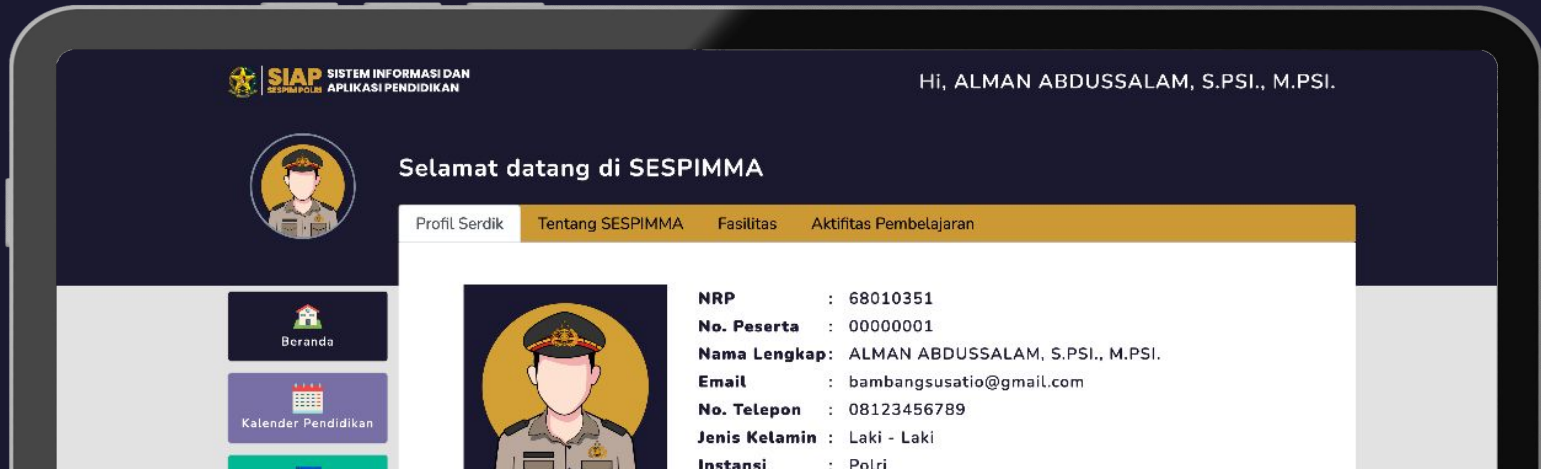 SIAP SISTEM INFORMASI DAN
SESPIM POLRI APLIKASI PENDIDIKAN
Hi, ALMAN ABDUSSALAM, S.PSI., M.PSI.
Selamat datang di SESPIMMA
Profil Serdik Tentang SESPIMMA Fasilitas Aktifitas Pembelajaran
Beranda
Kalender Pendidikan
NRP : 68010351
No. Peserta : 00000001
Nama Lengkap: ALMAN ABDUSSALAM, S.PSI., M.PSI.
Email : bambangsusatio@gmail.com
No. Telepon : 08123456789
Jenis Kelamin : Laki - Laki
Instansi : Polri